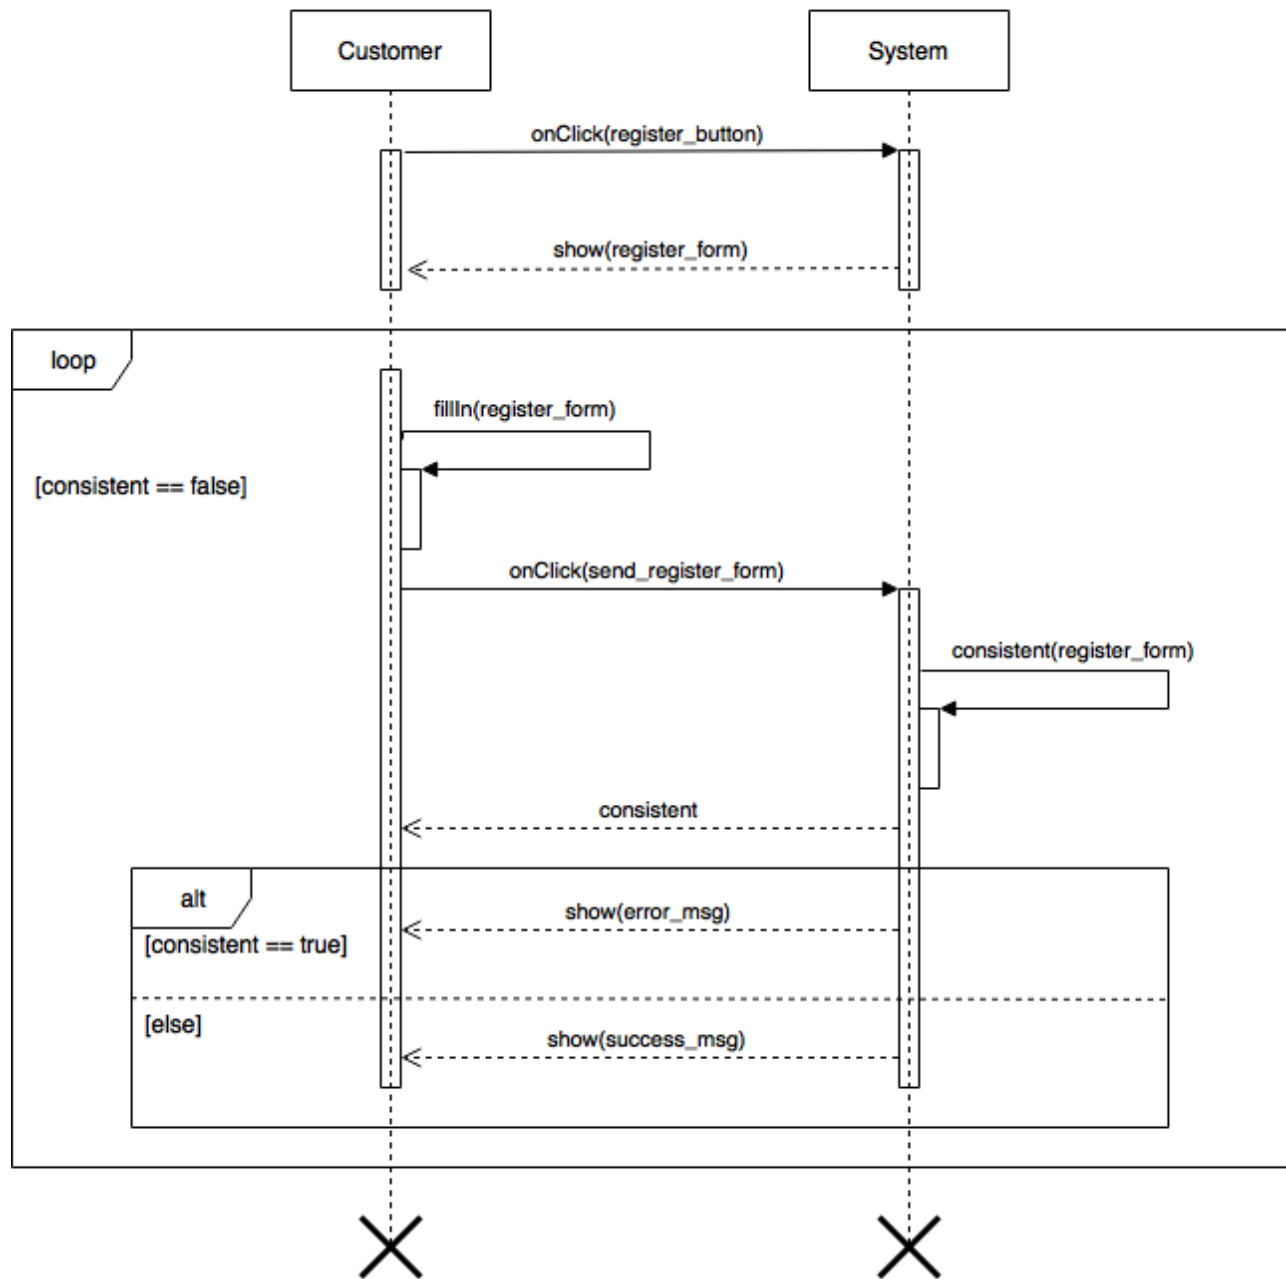 Customer
System
onClick(register_button)
show(register_form)
loop
fillIn(register_form)
[consistent == false]
onClick(send_register_form)
consistent(register_form)
consistent
alt
show(error_msg)
[consistent == true]
[else]
show(success_msg)